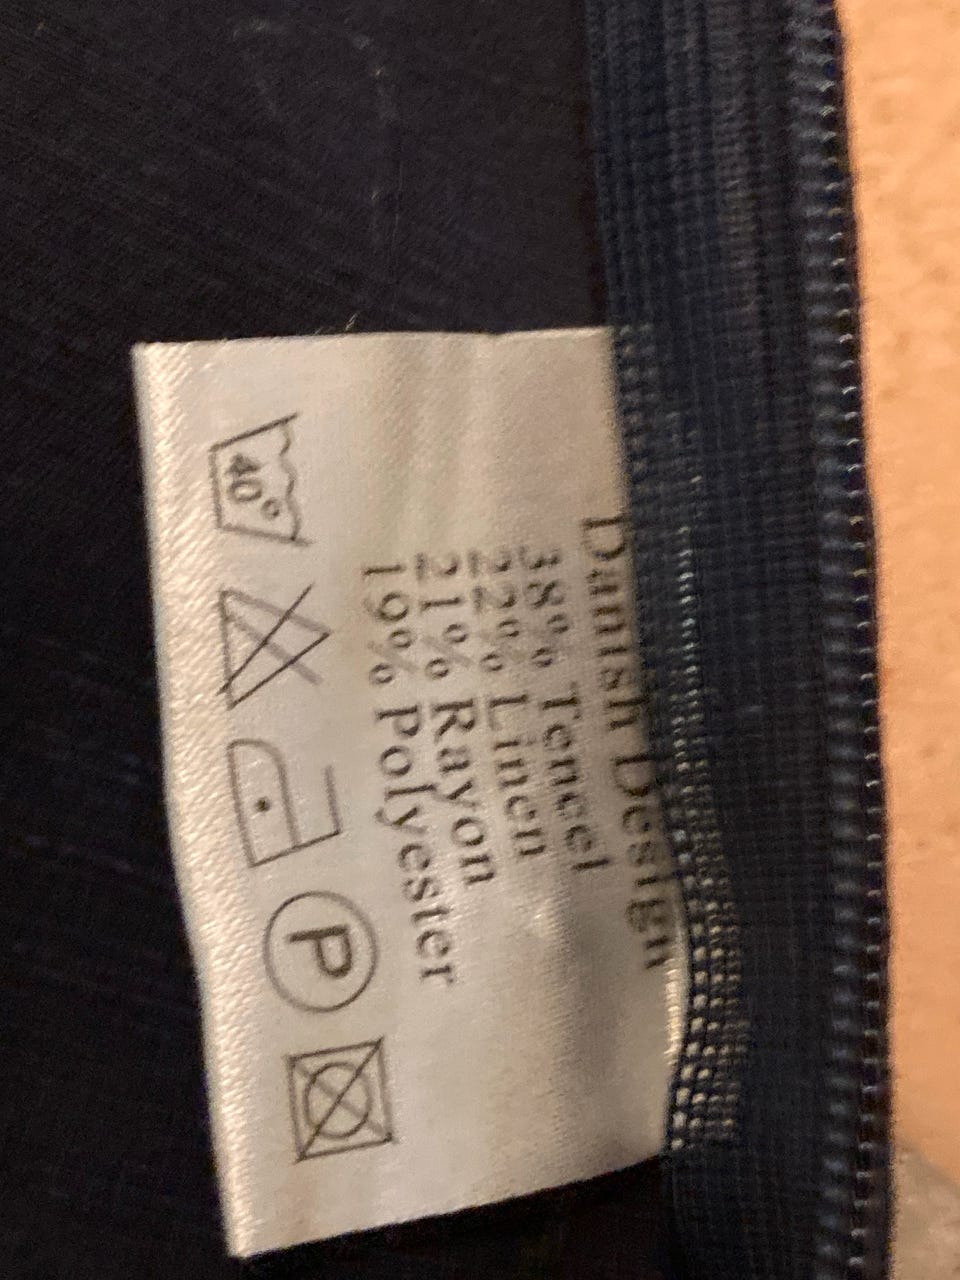 Danish Design
38% Tencel
22% Linen
21% Rayon
19% Polyester
40°
P